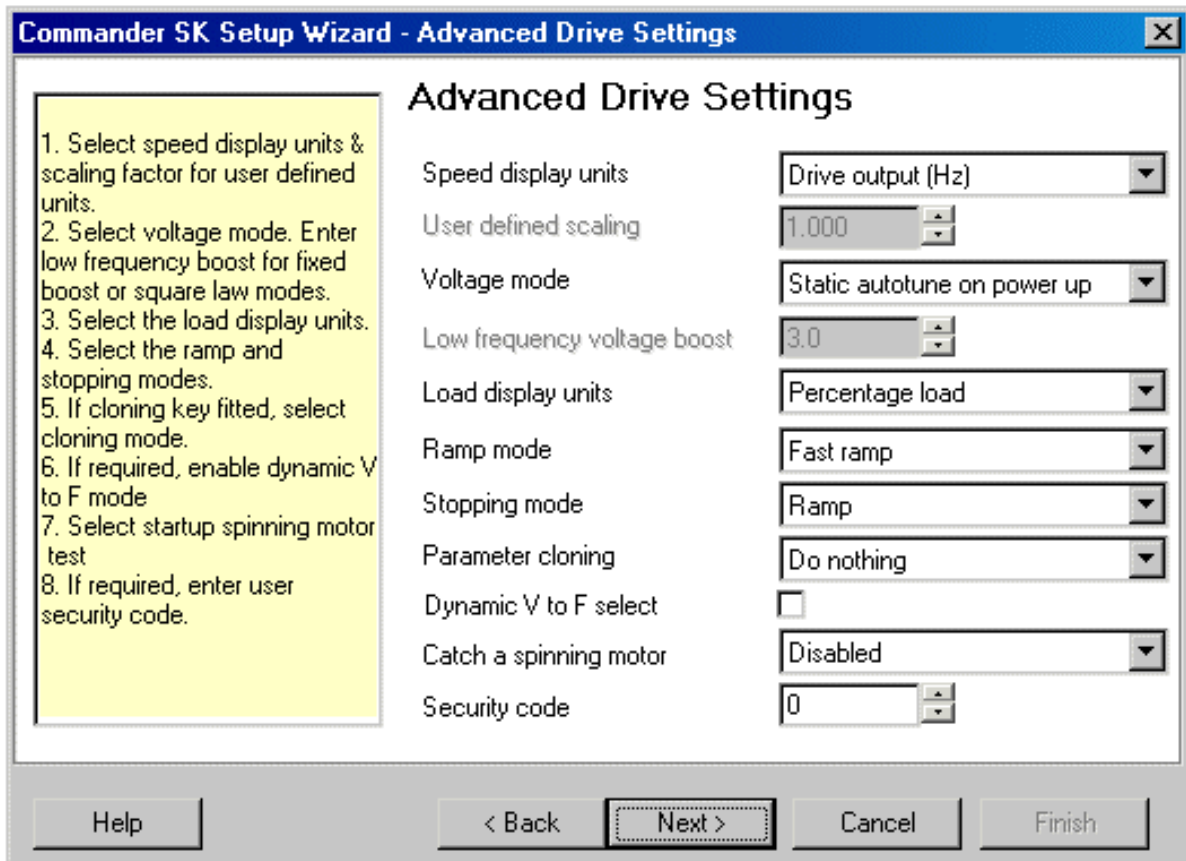 Commander SK Setup Wizard - Advanced Drive Settings
1. Select speed display units &
scaling factor for user defined
units.
2. Select voltage mode. Enter
low frequency boost for fixed
boost or square law modes.
3. Select the load display units.
4. Select the ramp and
stopping modes.
5. If cloning key fitted, select
cloning mode.
6. If required, enable dynamic V
to F mode
7. Select startup spinning motor
test
8. If required, enter user
security code.
Advanced Drive Settings
Speed display units Drive output (Hz)
User defined scaling 1.000
Voltage mode Static autotune on power up
Low frequency voltage boost 3.0
Load display units Percentage load
Ramp mode Fast ramp
Stopping mode Ramp
Parameter cloning Do nothing
Dynamic V to F select
Catch a spinning motor Disabled
Security code 0
Help < Back Next > Cancel Finish